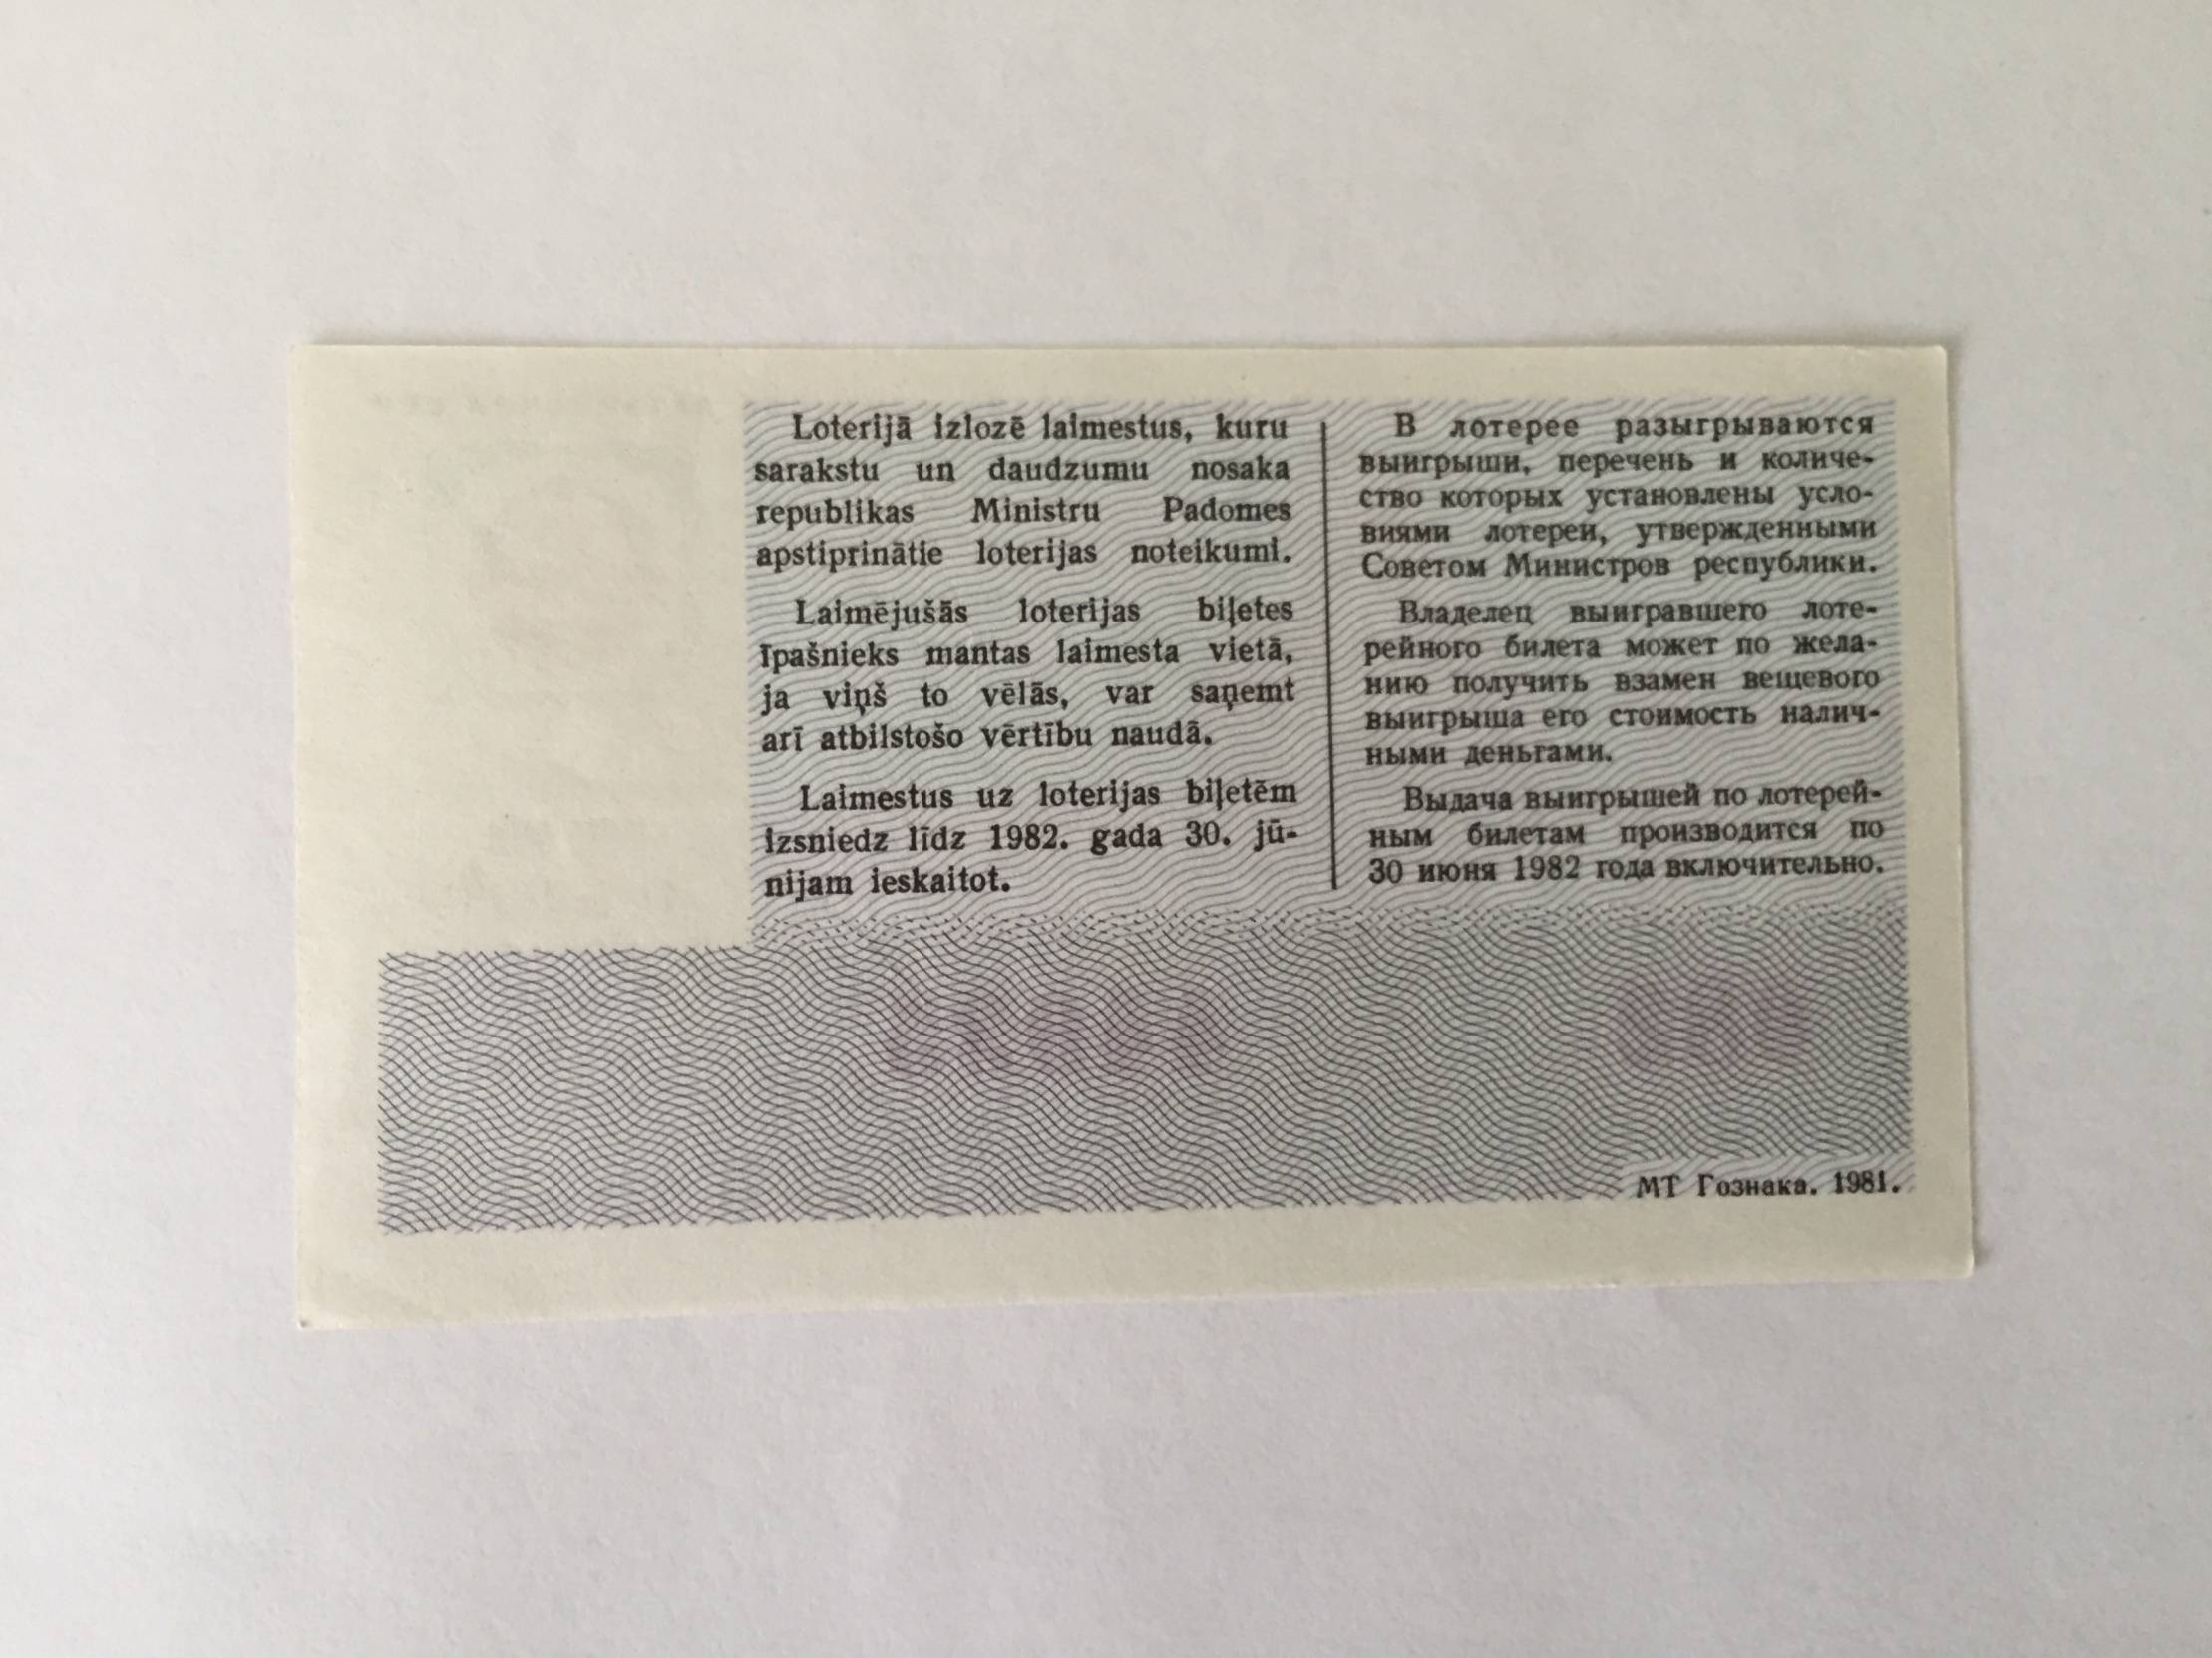 Loterijā izlozē laimestus, kuru
sarakstu un daudzumu nosaka
republikas Ministru Padomes
apstiprinātie loterijas noteikumi.
Laimējušās loterijas biļetes
īpašnieks mantas laimesta vietā,
ja viņš to vēlās, var saņemt
arī atbilstošo vērtību naudā.
Laimestus uz loterijas biļetēm
izsniedz līdz 1982. gada 30. jū-
nijam ieskaitot.
В лотерее разыгрываются
выигрыши, перечень и количе-
ство которых установлены усло-
виями лотереи, утвержденными
Советом Министров республики.
Владелец выигравшего лоте-
рейного билета может по жела-
нию получить взамен вещевого
выигрыша его стоимость налич-
ными деньгами.
Выдача выигрышей по лотерей-
ным билетам производится по
30 июня 1982 года включительно.
МТ Гознака. 1981.